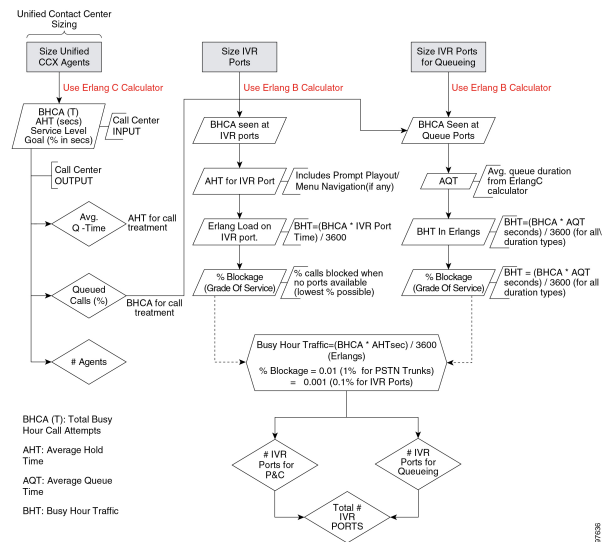 Unified Contact Center
Sizing
Size Unified
CCX Agents
Use Erlang C Calculator
BHCA (T)
AHT (secs)
Service Level
Goal (% in secs)
Call Center
INPUT
Call Center
OUTPUT
Avg.
Q -Time
AHT for call
treatment
Queued
Calls (%)
BHCA for call
treatment
# Agents
BHCA (T): Total Busy
Hour Call Attempts
AHT: Average Hold
Time
AQT: Average Queue
Time
BHT: Busy Hour Traffic
Size IVR
Ports
Use Erlang B Calculator
BHCA seen at
IVR ports
AHT for IVR Port
Includes Prompt Playout/
Menu Navigation(if any)
Erlang Load on
IVR port.
BHT=(BHCA * IVR Port
Time) / 3600
% Blockage
(Grade Of Service)
% calls blocked when
no ports available
(lowest % possible)
Size IVR Ports
for Queueing
Use Erlang B Calculator
BHCA Seen at
Queue Ports
AQT
Avg. queue duration
from ErlangC
calculator
BHT In Erlangs
BHT=(BHCA * AQT
seconds) / 3600 (for all\
duration types)
% Blockage
(Grade Of Service)
BHT = (BHCA * AQT
seconds) / 3600 (for all
duration types)
Busy Hour Traffic=(BHCA * AHTsec) / 3600
(Erlangs)
% Blockage = 0.01 (1% for PSTN Trunks)
= 0.001 (0.1% for IVR Ports)
# IVR
Ports for
P&C
# IVR
Ports for
Queueing
Total #
IVR
PORTS
97636